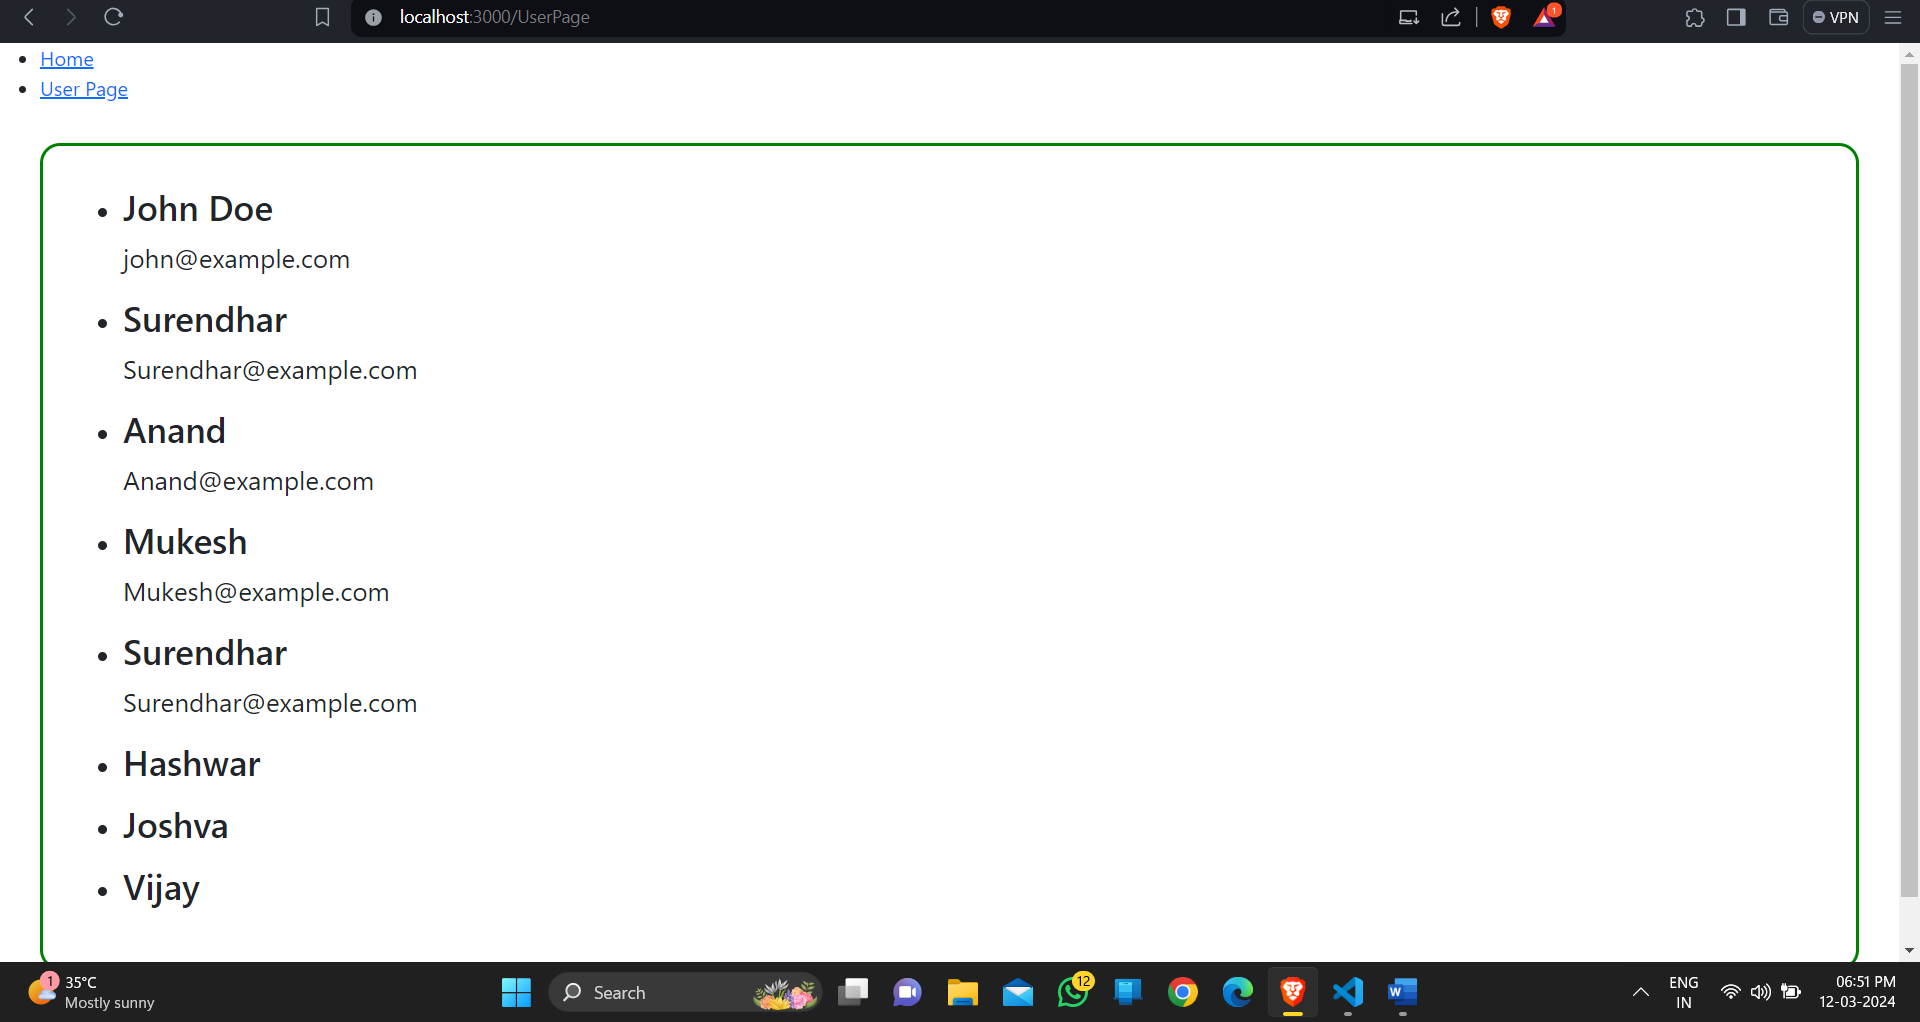 localhost:3000/UserPage
1
VPN
Home
User Page
John Doe
john@example.com
Surendhar
Surendhar@example.com
Anand
Anand@example.com
Mukesh
Mukesh@example.com
Surendhar
Surendhar@example.com
Hashwar
Joshva
Vijay
1
35°C
Mostly sunny
Search
12
W
ENG
IN
06:51 PM
12-03-2024